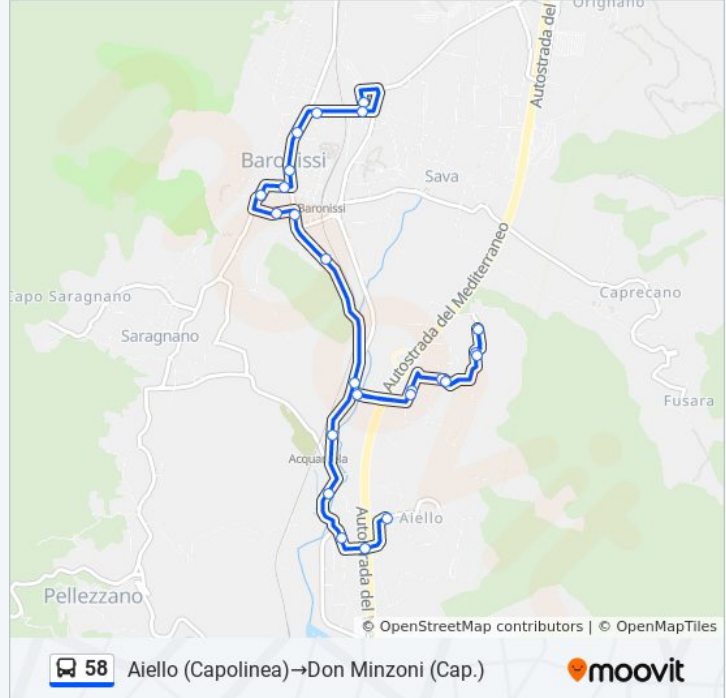 Orignano
Autostrada del
Baronissi
Sava
Baronissi
Autostrada del Mediterraneo
Capo Saragnano
Caprecano
Saragnano
Fusara
Acquamela
Aiello
Autostrada del
Pellezzano
© OpenStreetMap contributors | © OpenMapTiles
58 Aiello (Capolinea)→Don Minzoni (Cap.)
moovit